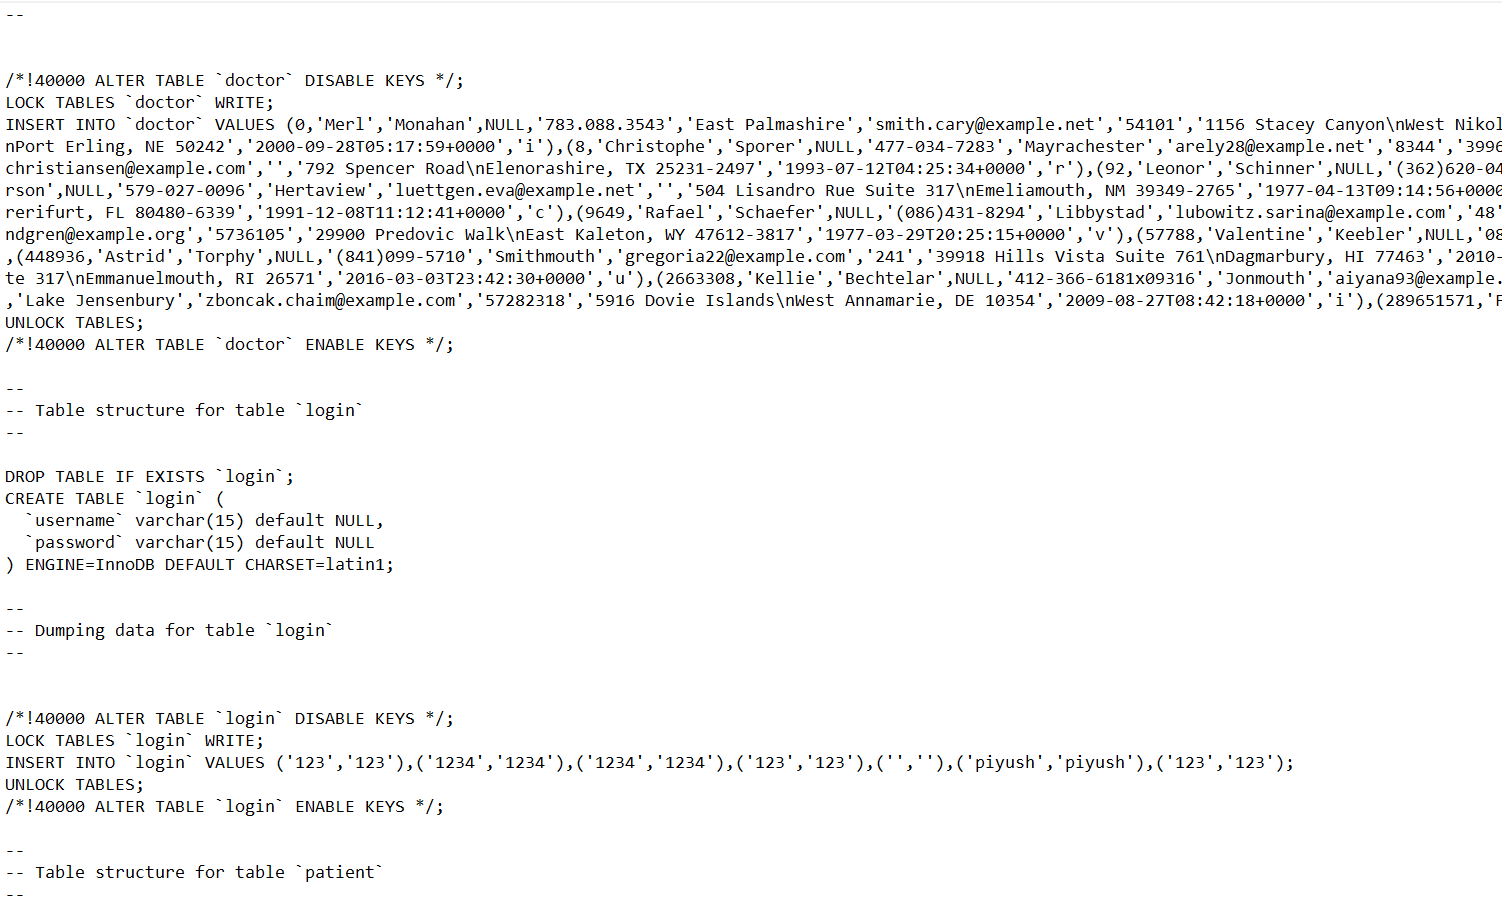 --
/*!40000 ALTER TABLE `doctor` DISABLE KEYS */;
LOCK TABLES `doctor` WRITE;
INSERT INTO `doctor` VALUES (0,'Merl','Monahan',NULL,'783.088.3543','East Palmashire','smith.cary@example.net','54101','1156 Stacey Canyon\nWest Nikol
nPort Erling, NE 50242','2000-09-28T05:17:59+0000','i'),(8,'Christophe','Sporer',NULL,'477-034-7283','Mayrachester','arely28@example.net','8344','3996
christiansen@example.com','','792 Spencer Road\nElenorashire, TX 25231-2497','1993-07-12T04:25:34+0000','r'),(92,'Leonor','Schinner',NULL,'(362)620-04
rson',NULL,'579-027-0096','Hertaview','luettgen.eva@example.net','','504 Lisandro Rue Suite 317\nEmeliamouth, NM 39349-2765','1977-04-13T09:14:56+0000
rerifurt, FL 80480-6339','1991-12-08T11:12:41+0000','c'),(9649,'Rafael','Schaefer',NULL,'(086)431-8294','Libbystad','lubowitz.sarina@example.com','48'
ndgren@example.org','5736105','29900 Predovic Walk\nEast Kaleton, WY 47612-3817','1977-03-29T20:25:15+0000','v'),(57788,'Valentine','Keebler',NULL,'08
,(448936,'Astrid','Torphy',NULL,'(841)099-5710','Smithmouth','gregoria22@example.com','241','39918 Hills Vista Suite 761\nDagmarbury, HI 77463','2010-
te 317\nEmmanuelmouth, RI 26571','2016-03-03T23:42:30+0000','u'),(2663308,'Kellie','Bechtelar',NULL,'412-366-6181x09316','Jonmouth','aiyana93@example.
,'Lake Jensenbury','zboncak.chaim@example.com','57282318','5916 Dovie Islands\nWest Annamarie, DE 10354','2009-08-27T08:42:18+0000','i'),(289651571,'F
UNLOCK TABLES;
/*!40000 ALTER TABLE `doctor` ENABLE KEYS */;
--
-- Table structure for table `login`
--
DROP TABLE IF EXISTS `login`;
CREATE TABLE `login` (
`username` varchar(15) default NULL,
`password` varchar(15) default NULL
) ENGINE=InnoDB DEFAULT CHARSET=latin1;
--
-- Dumping data for table `login`
--
/*!40000 ALTER TABLE `login` DISABLE KEYS */;
LOCK TABLES `login` WRITE;
INSERT INTO `login` VALUES ('123','123'),('1234','1234'),('1234','1234'),('123','123'),('',''),('piyush','piyush'),('123','123');
UNLOCK TABLES;
/*!40000 ALTER TABLE `login` ENABLE KEYS */;
--
-- Table structure for table `patient`
--